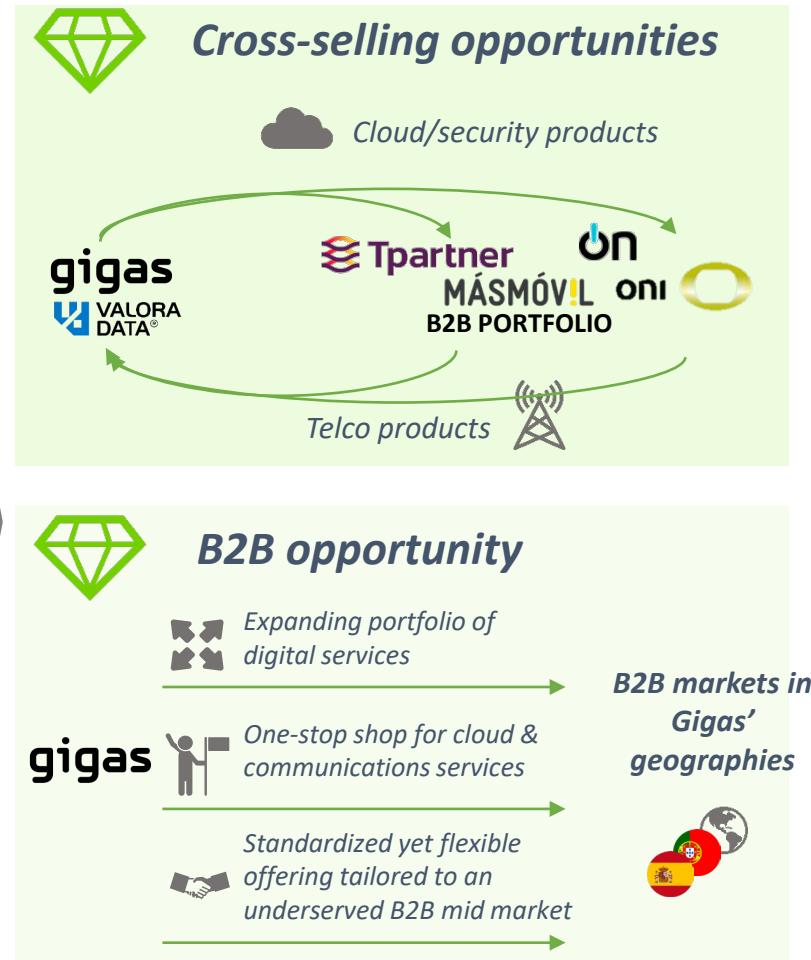 Cross-selling opportunities
Cloud/security products
gigas
VALORA
DATA®
Tpartner
on
MÁSMÓV!L
oni
B2B PORTFOLIO
Telco products
B2B opportunity
Expanding portfolio of
digital services
gigas
One-stop shop for cloud &
communications services
Standardized yet flexible
offering tailored to an
underserved B2B mid market
B2B markets in
Gigas’
geographies